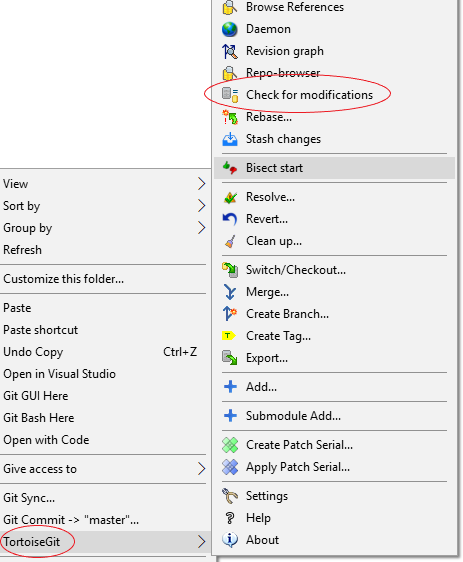 View
Sort by
Group by
Refresh
Customize this folder...
Paste
Paste shortcut
Undo Copy Ctrl+Z
Open in Visual Studio
Git GUI Here
Git Bash Here
Open with Code
Give access to
Git Sync...
Git Commit -> "master"...
TortoiseGit
Browse References
Daemon
Revision graph
Repo-browser
Check for modifications
Rebase...
Stash changes
Bisect start
Resolve...
Revert...
Clean up...
Switch/Checkout...
Merge...
Create Branch...
Create Tag...
Export...
Add...
Submodule Add...
Create Patch Serial...
Apply Patch Serial...
Settings
Help
About